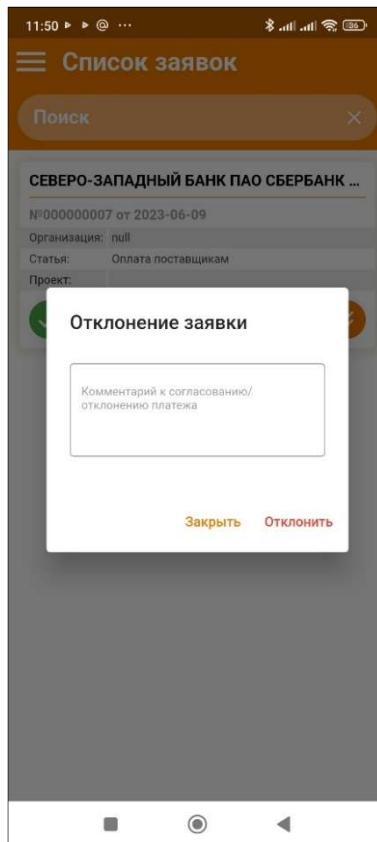 11:50
36
Список заявок
Поиск
СЕВЕРО-ЗАПАДНЫЙ БАНК ПАО СБЕРБАНК ...
№000000007 от 2023-06-09
Организация: null
Статья: Оплата поставщикам
Проект:
Отклонение заявки
Комментарий к согласованию/
отклонению платежа
Закрыть Отклонить